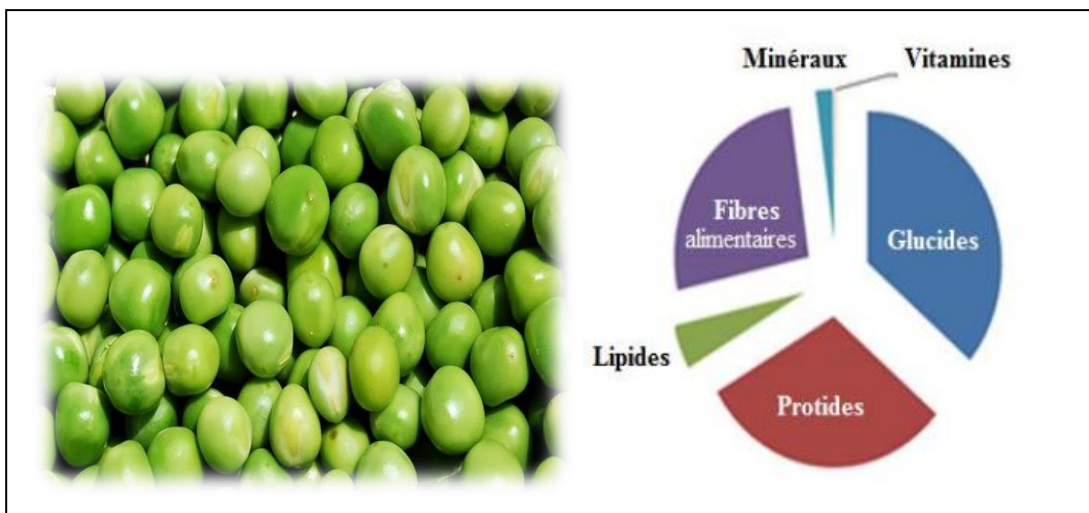 Minéraux
Vitamines
Fibres
alimentaires
Glucides
Lipides
Protides